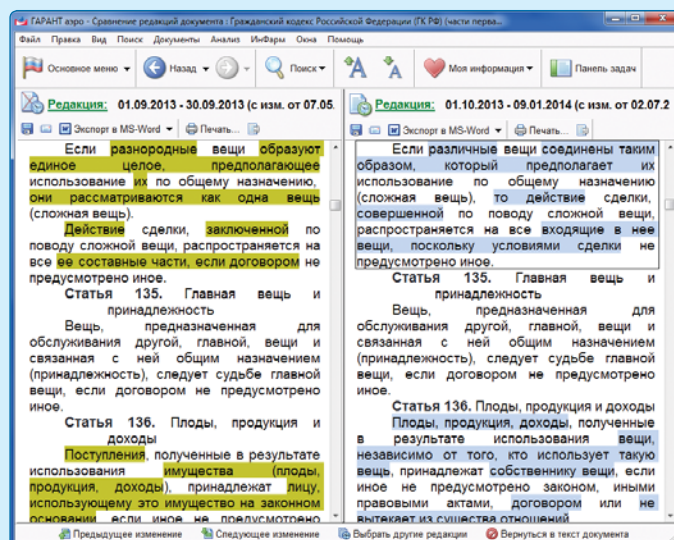 ГАРАНТ аэро - Сравнение редакций документа : Гражданский кодекс Российской Федерации (ГК РФ) (части перва...
Файл Правка Вид Поиск Документы Анализ ИнФарм Окна Помощь
Основное меню Назад Поиск Моя информация Панель задач
Редакция: 01.09.2013 - 30.09.2013 (с изм. от 07.05.
Экспорт в MS-Word Печать...
Если разнородные вещи образуют
единое целое, предполагающее
использование их по общему назначению,
они рассматриваются как одна вещь
(сложная вещь).
Действие сделки, заключенной по
поводу сложной вещи, распространяется на
все ее составные части, если договором не
предусмотрено иное.
Статья 135. Главная вещь и
принадлежность
Вещь, предназначенная для
обслуживания другой, главной, вещи и
связанная с ней общим назначением
(принадлежность), следует судьбе главной
вещи, если договором не предусмотрено
иное.
Статья 136. Плоды, продукция и
доходы
Поступления, полученные в результате
использования имущества (плоды,
продукция, доходы), принадлежат лицу,
использующему это имущество на законном
основании, если иное не предусмотрено
Редакция: 01.10.2013 - 09.01.2014 (с изм. от 02.07.2
Экспорт в MS-Word Печать...
Если различные вещи соединены таким
образом, который предполагает их
использование по общему назначению
(сложная вещь), то действие сделки,
совершенной по поводу сложной вещи,
распространяется на все входящие в нее
вещи, поскольку условиями сделки не
предусмотрено иное.
Статья 135. Главная вещь и
принадлежность
Вещь, предназначенная для
обслуживания другой, главной, вещи и
связанная с ней общим назначением
(принадлежность), следует судьбе главной
вещи, если договором не предусмотрено
иное.
Статья 136. Плоды, продукция и доходы
Плоды, продукция, доходы, полученные
в результате использования вещи,
независимо от того, кто использует такую
вещь, принадлежат собственнику вещи, если
иное не предусмотрено законом, иными
правовыми актами, договором или не
вытекает из существа отношений
Предыдущее изменение Следующее изменение Выбрать другие редакции Вернуться в текст документа